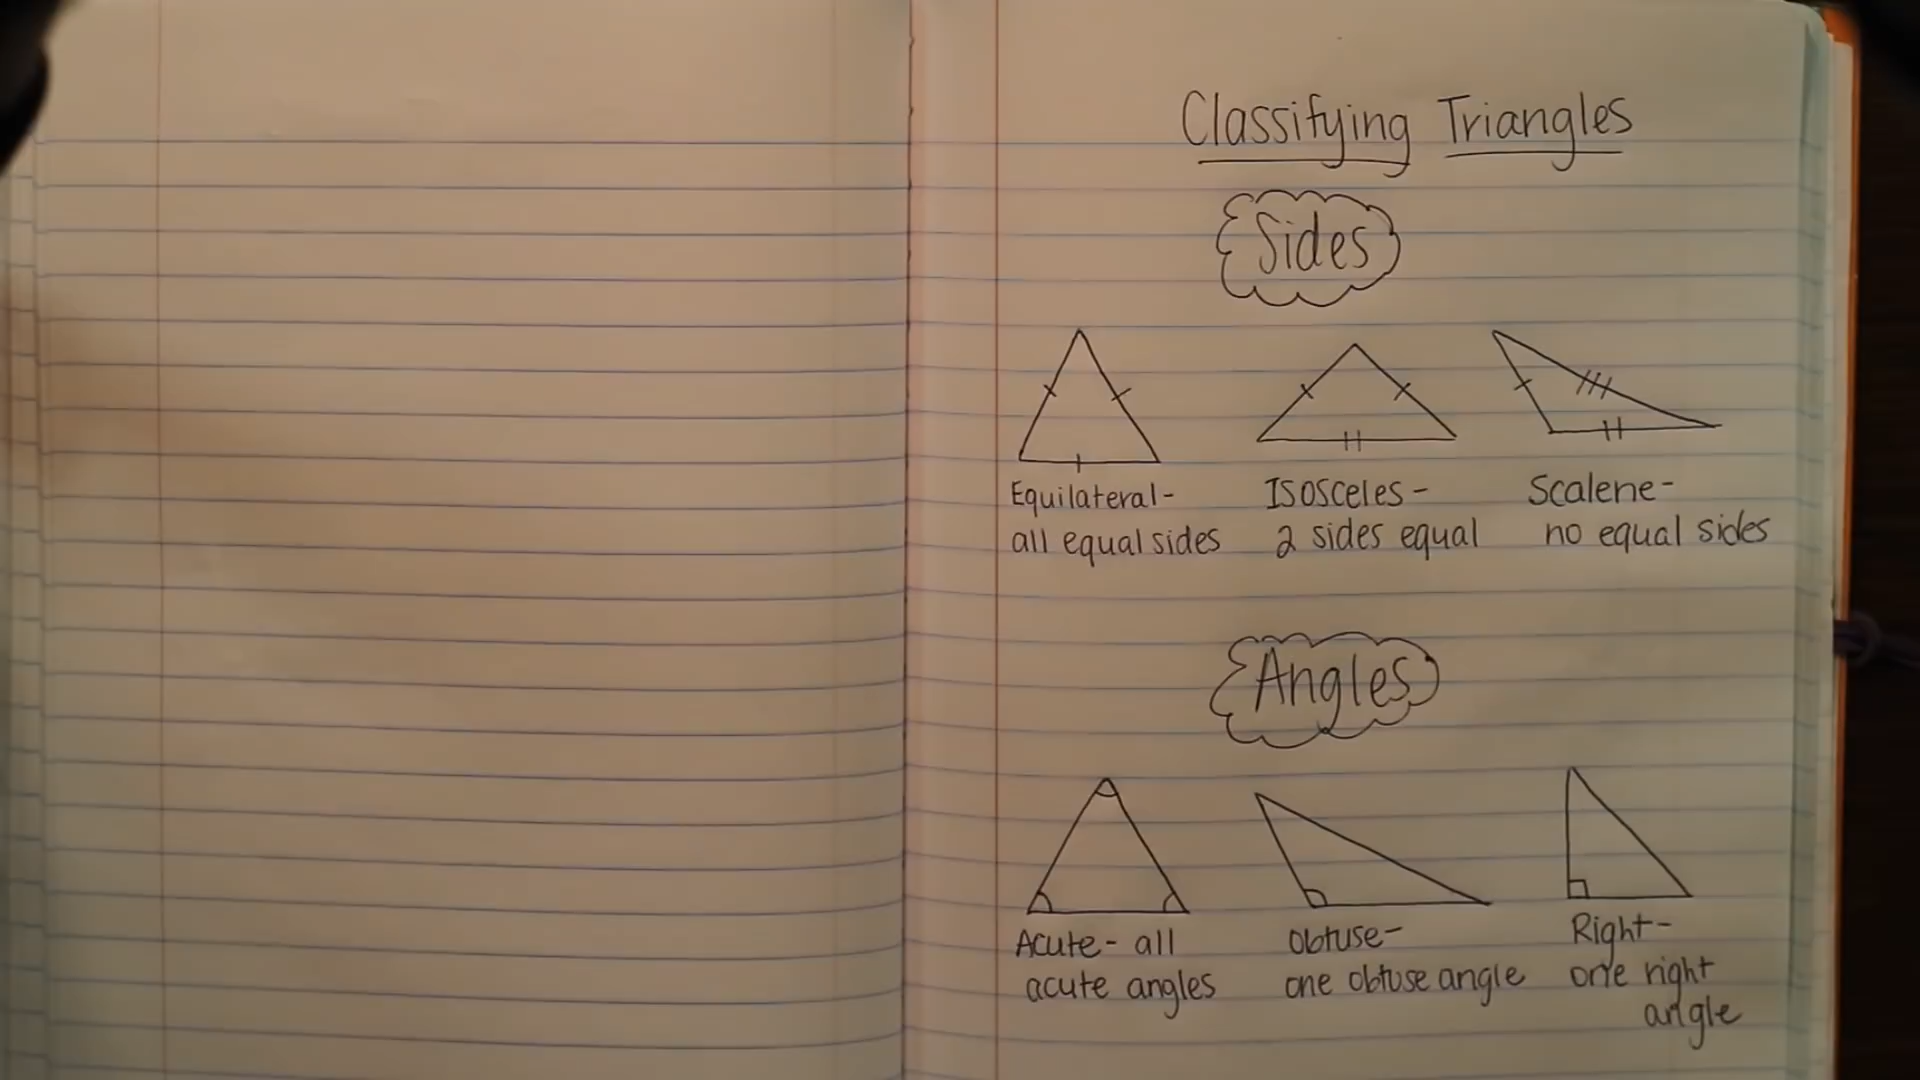 Classifying Triangles
Sides
Equilateral-
all equal sides
Isosceles-
2 sides equal
Scalene-
no equal sides
Angles
Acute- all
acute angles
Obtuse-
one obtuse angle
Right-
one right
angle